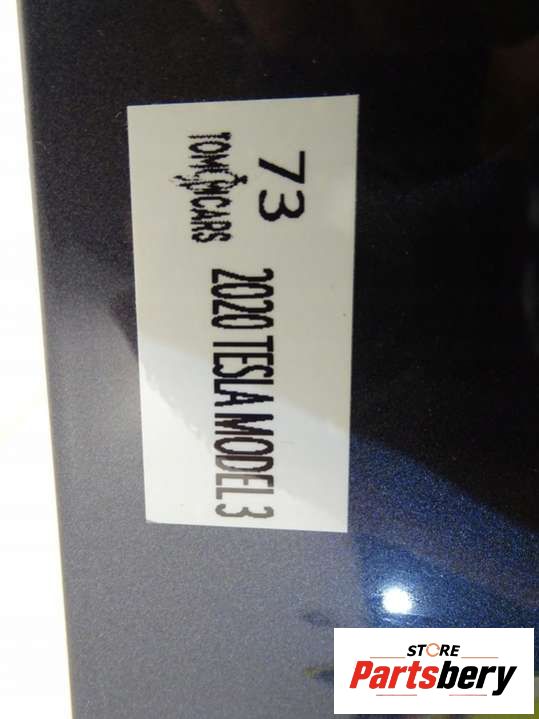 73
TOMCARS
2020 TESLA MODEL 3
STORE
Partsbery